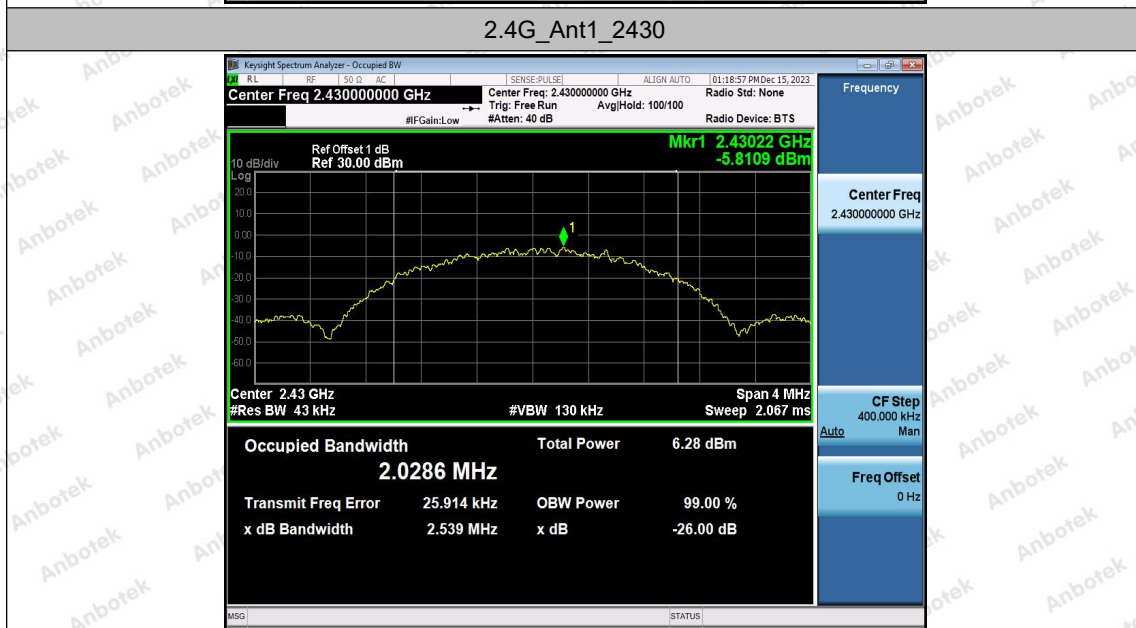 2.4G_Ant1_2430
Keysight Spectrum Analyzer - Occupied BW
RL RF 50 Ω AC SENSE:PULSE ALIGN AUTO 01:18:57 PM Dec 15, 2023
Center Freq 2.430000000 GHz
Center Freq: 2.430000000 GHz Radio Std: None
Trig: Free Run Avg|Hold: 100/100
#IFGain:Low #Atten: 40 dB Radio Device: BTS
Mkr1 2.43022 GHz
-5.8109 dBm
Ref Offset 1 dB
10 dB/div Ref 30.00 dBm
Log
20.0
10.0
0.00
-10.0
-20.0
-30.0
-40.0
-50.0
-60.0
1
Center 2.43 GHz Span 4 MHz
#Res BW 43 kHz #VBW 130 kHz Sweep 2.067 ms
Occupied Bandwidth Total Power 6.28 dBm
2.0286 MHz
Transmit Freq Error 25.914 kHz OBW Power 99.00 %
x dB Bandwidth 2.539 MHz x dB -26.00 dB
MSG STATUS
Frequency
Center Freq
2.430000000 GHz
CF Step
400.000 kHz
Auto Man
Freq Offset
0 Hz
Anbotek